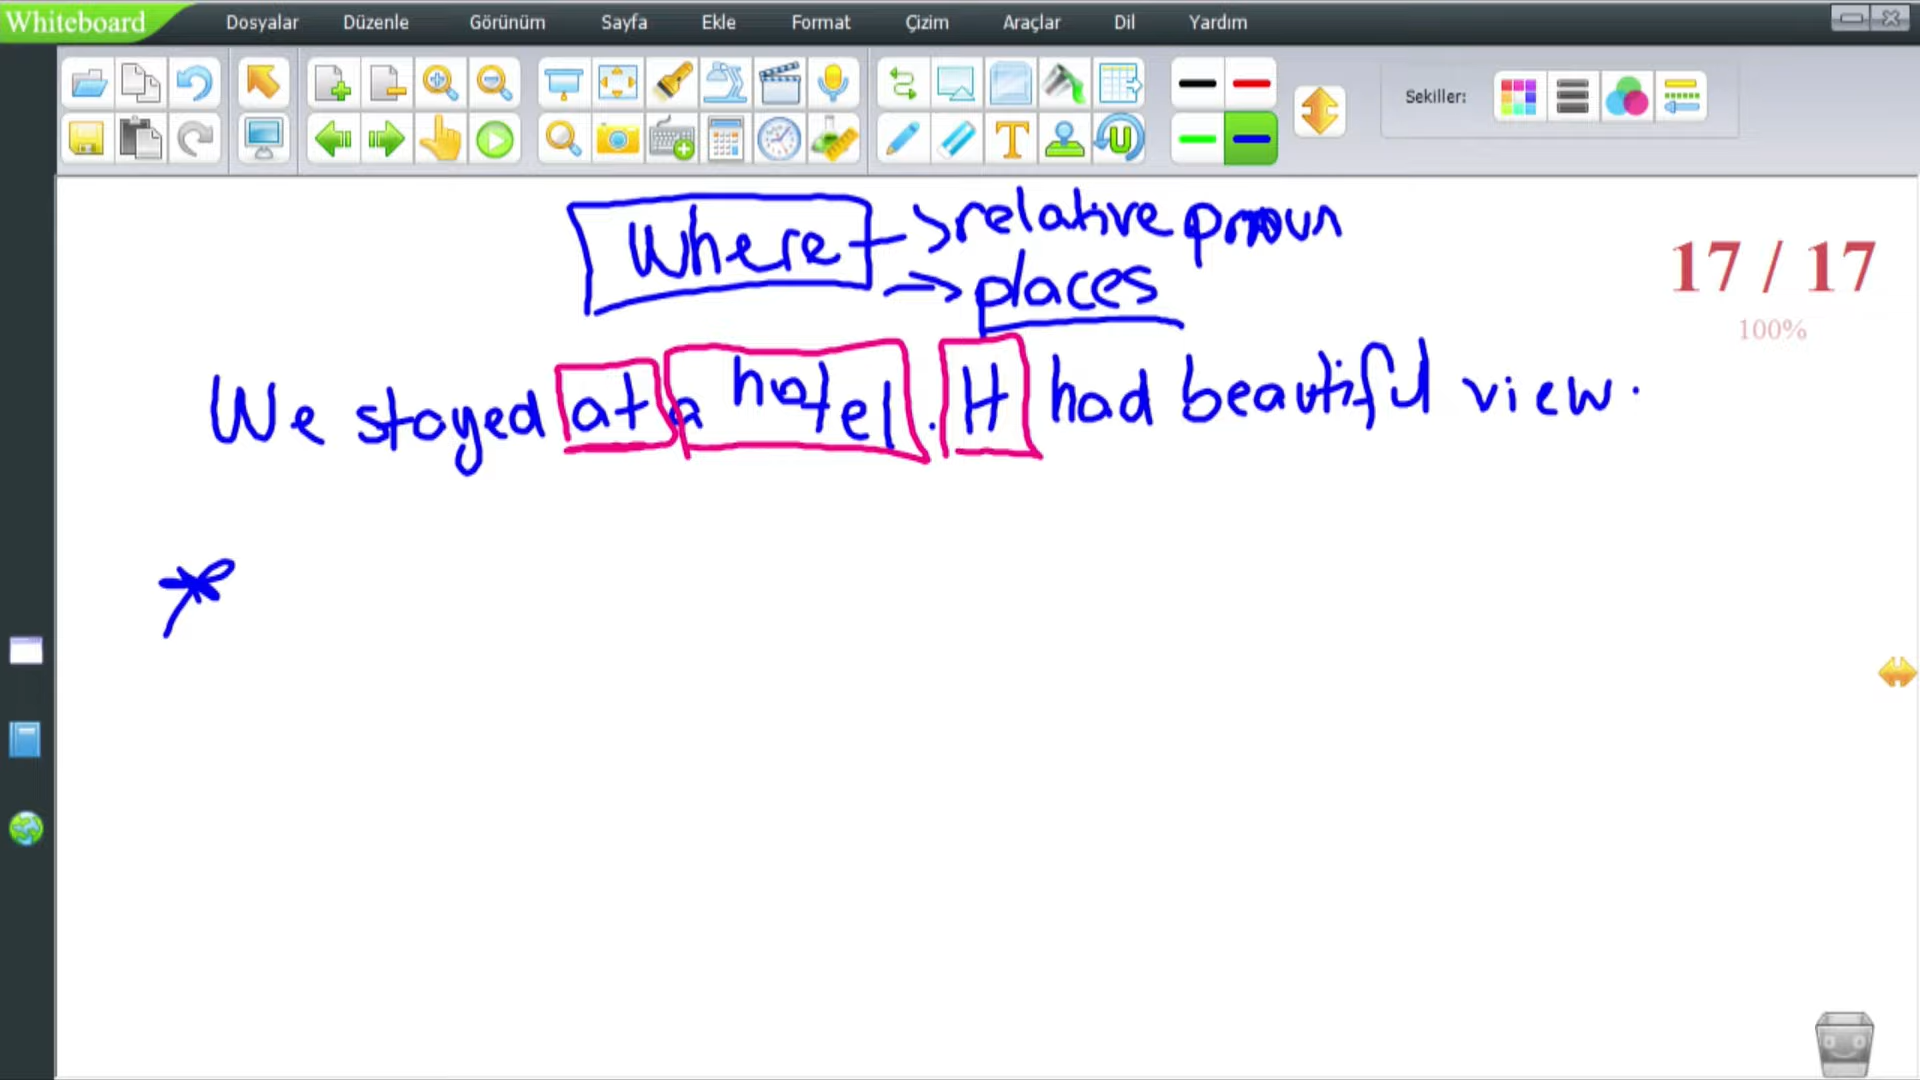 Whiteboard Dosyalar Düzenle Görünüm Sayfa Ekle Format Çizim Araçlar Dil Yardım
Sekiller:
Where → relative pronoun
→ places
17 / 17
100%
We stayed at a hotel. It had beautiful view.
*